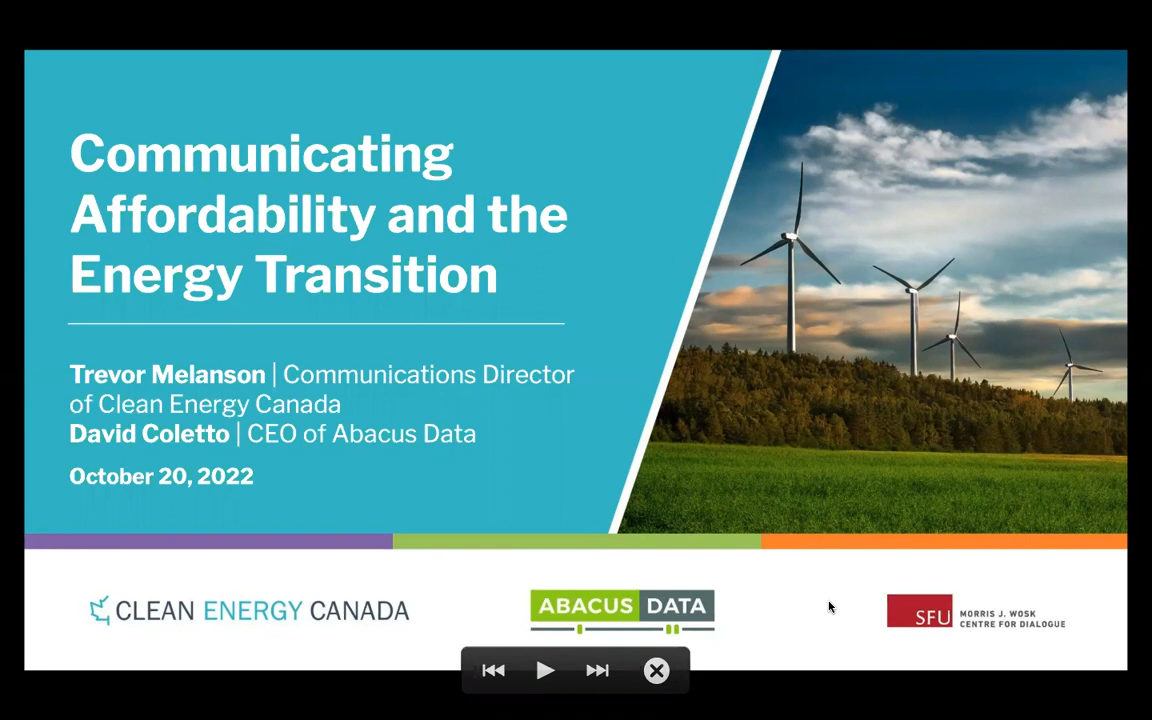 Communicating
Affordability and the
Energy Transition
Trevor Melanson | Communications Director
of Clean Energy Canada
David Coletto | CEO of Abacus Data
October 20, 2022
CLEAN ENERGY CANADA
ABACUS DATA
SFU
MORRIS J. WOSK
CENTRE FOR DIALOGUE